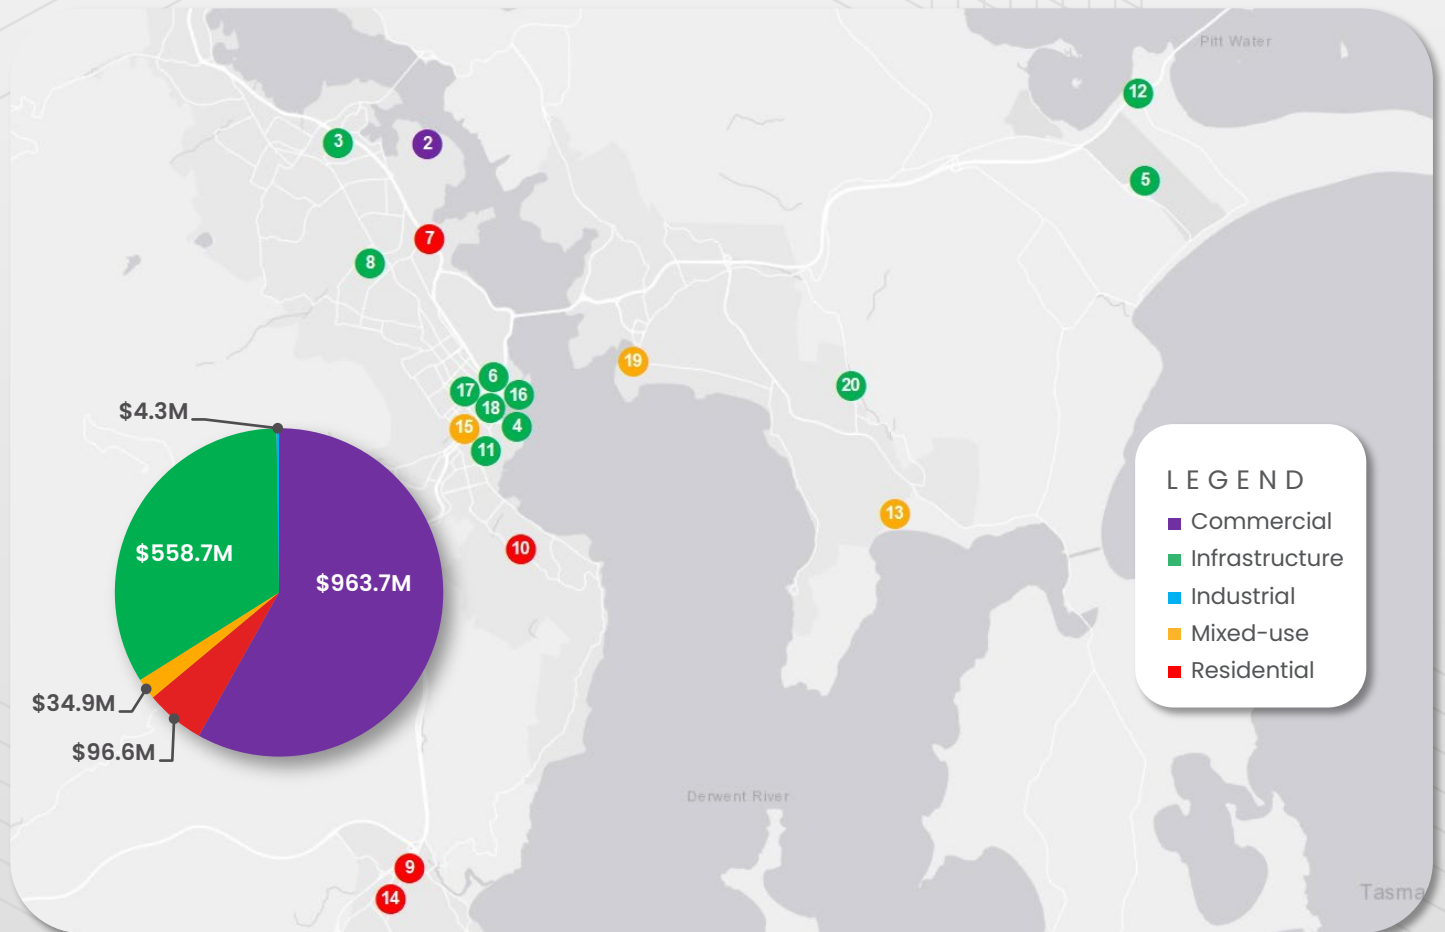 Pitt Water
12
3
2
5
7
8
19
6
17
16
20
18
15
4
11
13
10
9
14
$4.3M
$558.7M
$963.7M
$34.9M
$96.6M
LEGEND
Commercial
Infrastructure
Industrial
Mixed-use
Residential
Derwent River
Tasma